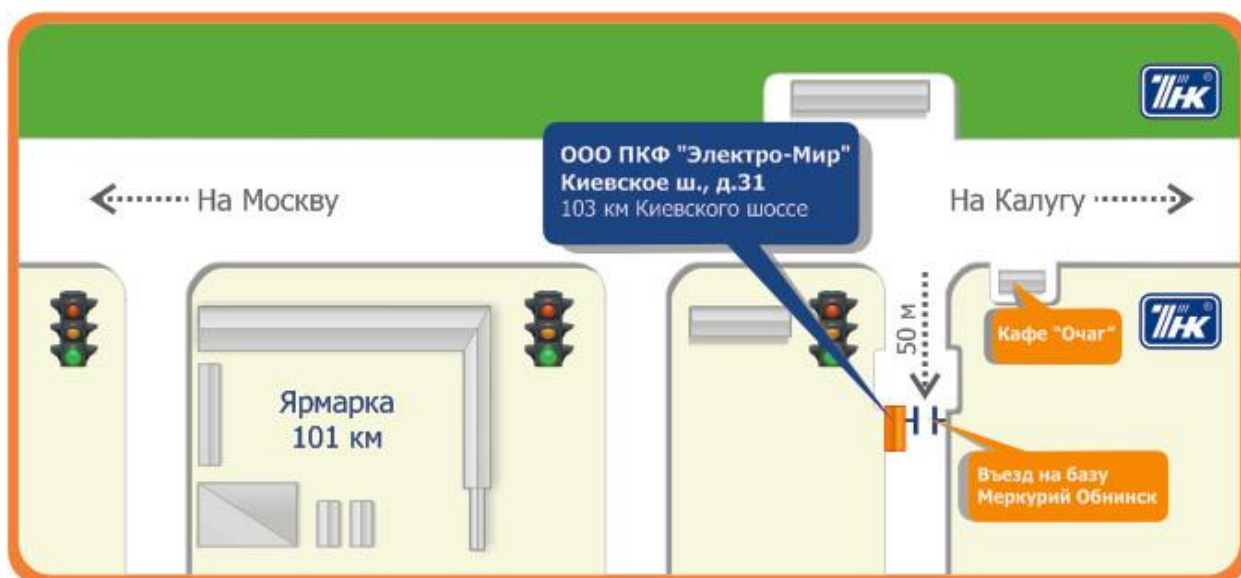 ТНК
ООО ПКФ "Электро-Мир"
Киевское ш., д.31
103 км Киевского шоссе
На Москву
На Калугу
50 м
Кафе "Очаг"
ТНК
Ярмарка
101 км
Въезд на базу
Меркурий Обнинск